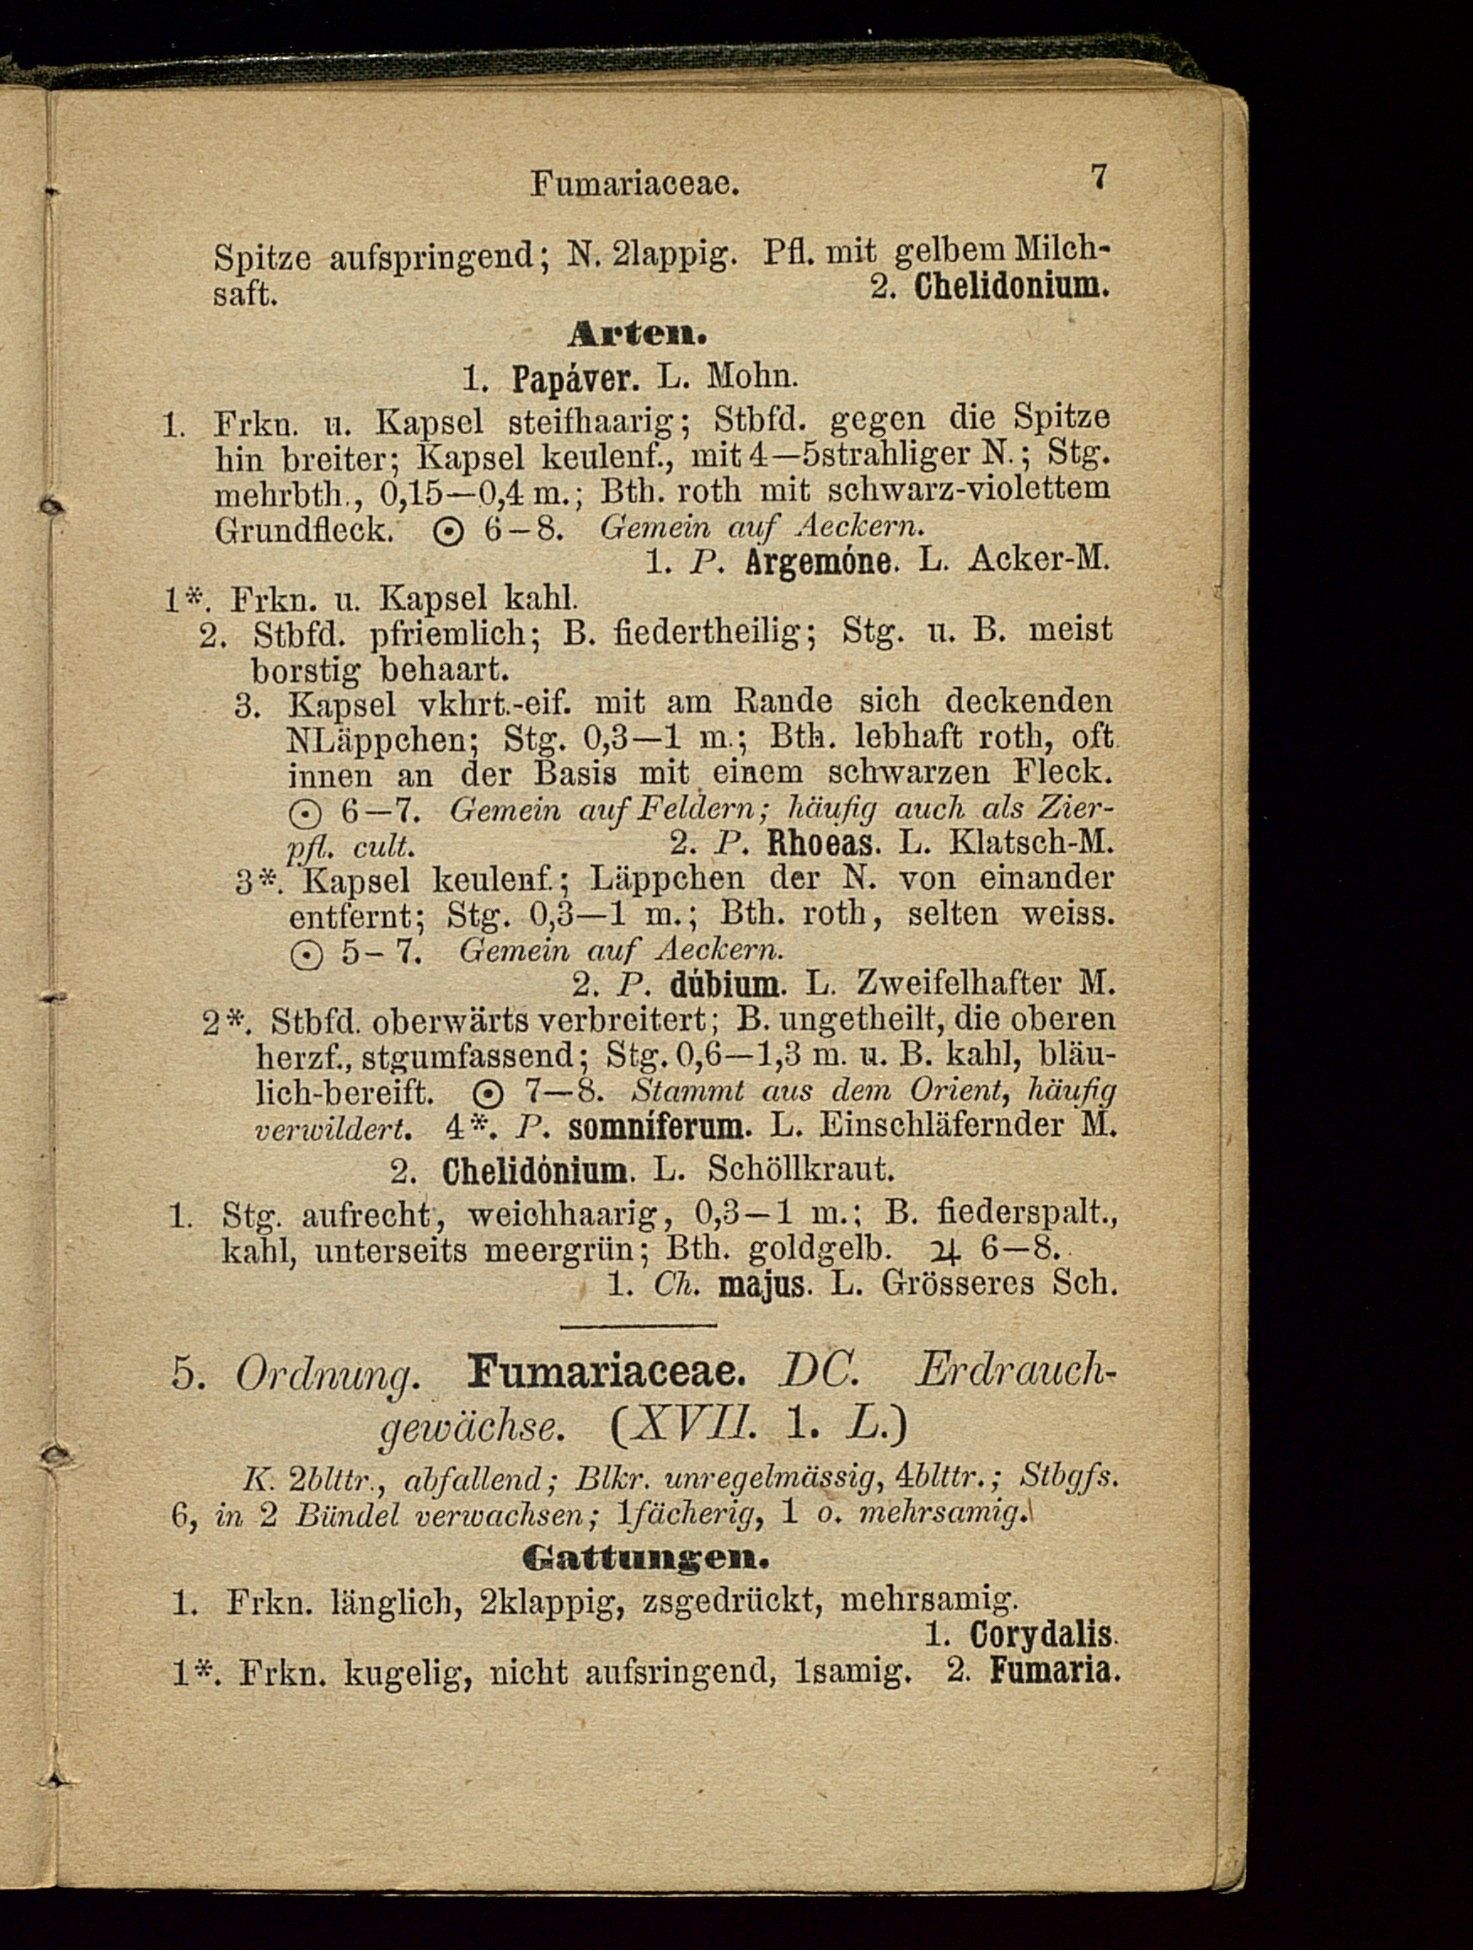 Fumariaceae. 7
Spitze aufspringend; N. 2lappig. Pfl. mit gelbem Milch-
saft. 2. Chelidonium.
Arten.
1. Papáver. L. Mohn.
1. Frkn. u. Kapsel steifhaarig; Stbfd. gegen die Spitze
hin breiter; Kapsel keulenf., mit 4—5strahliger N.; Stg.
mehrbth., 0,15—0,4 m.; Bth. roth mit schwarz-violettem
Grundfleck. ⊙ 6–8. Gemein auf Aeckern.
1. P. Argemóne. L. Acker-M.
1*. Frkn. u. Kapsel kahl.
2. Stbfd. pfriemlich; B. fiedertheilig; Stg. u. B. meist
borstig behaart.
3. Kapsel vkhrt.-eif. mit am Rande sich deckenden
NLäppchen; Stg. 0,3—1 m.; Bth. lebhaft roth, oft
innen an der Basis mit einem schwarzen Fleck.
⊙ 6—7. Gemein auf Feldern; häufig auch als Zier-
pfl. cult. 2. P. Rhoeas. L. Klatsch-M.
3*. Kapsel keulenf.; Läppchen der N. von einander
entfernt; Stg. 0,3—1 m.; Bth. roth, selten weiss.
⊙ 5–7. Gemein auf Aeckern.
2. P. dúbium. L. Zweifelhafter M.
2*. Stbfd. oberwärts verbreitert; B. ungetheilt, die oberen
herzf., stgumfassend; Stg. 0,6—1,3 m. u. B. kahl, bläu-
lich-bereift. ⊙ 7—8. Stammt aus dem Orient, häufig
verwildert. 4*. P. somníferum. L. Einschläfernder M.
2. Chelidónium. L. Schöllkraut.
1. Stg. aufrecht, weichhaarig, 0,3—1 m.; B. fiederspalt.,
kahl, unterseits meergrün; Bth. goldgelb. ♃ 6—8.
1. Ch. majus. L. Grösseres Sch.
5. Ordnung. Fumariaceae. DC. Erdrauch-
gewächse. (XVII. 1. L.)
K. 2blttr., abfallend; Blkr. unregelmässig, 4blttr.; Stbgfs.
6, in 2 Bündel verwachsen; 1fächerig, 1 o. mehrsamig.
Gattungen.
1. Frkn. länglich, 2klappig, zsgedrückt, mehrsamig.
1. Corydalis.
1*. Frkn. kugelig, nicht aufsringend, 1samig. 2. Fumaria.